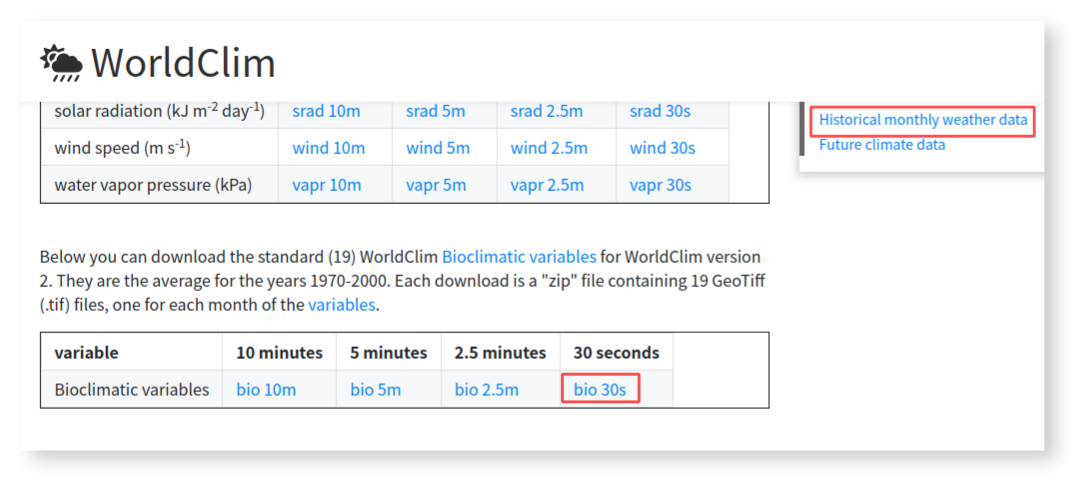 WorldClim
solar radiation (kJ m⁻² day⁻¹) srad 10m srad 5m srad 2.5m srad 30s
wind speed (m s⁻¹) wind 10m wind 5m wind 2.5m wind 30s
water vapor pressure (kPa) vapr 10m vapr 5m vapr 2.5m vapr 30s
Historical monthly weather data
Future climate data
Below you can download the standard (19) WorldClim Bioclimatic variables for WorldClim version
2. They are the average for the years 1970-2000. Each download is a "zip" file containing 19 GeoTiff
(.tif) files, one for each month of the variables.
variable 10 minutes 5 minutes 2.5 minutes 30 seconds
Bioclimatic variables bio 10m bio 5m bio 2.5m bio 30s